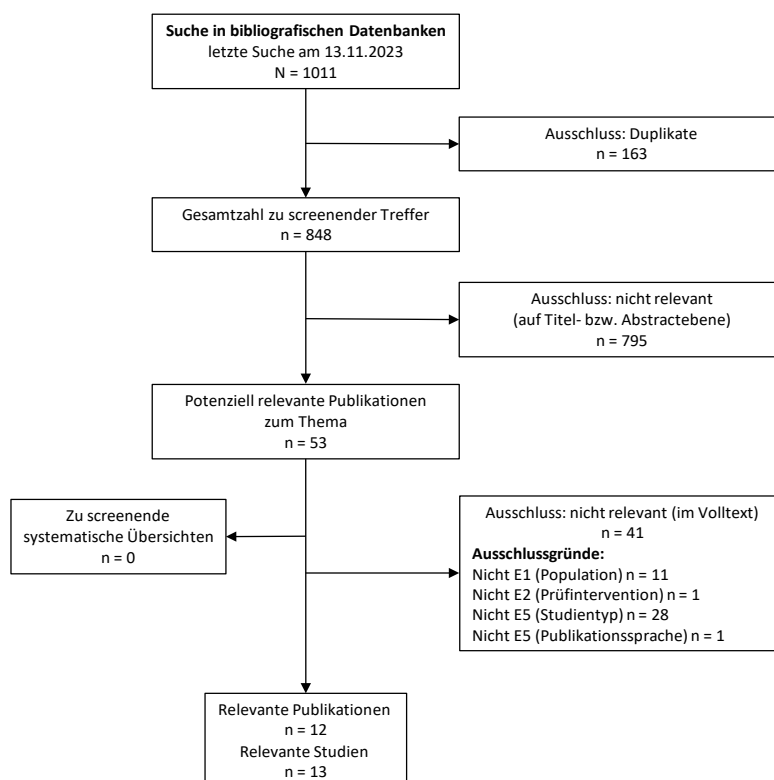 Suche in bibliografischen Datenbanken
letzte Suche am 13.11.2023
N = 1011
Ausschluss: Duplikate
n = 163
Gesamtzahl zu screenender Treffer
n = 848
Ausschluss: nicht relevant
(auf Titel- bzw. Abstractebene)
n = 795
Potenziell relevante Publikationen
zum Thema
n = 53
Zu screenende
systematische Übersichten
n = 0
Ausschluss: nicht relevant (im Volltext)
n = 41
Ausschlussgründe:
Nicht E1 (Population) n = 11
Nicht E2 (Prüfintervention) n = 1
Nicht E5 (Studientyp) n = 28
Nicht E5 (Publikationssprache) n = 1
Relevante Publikationen
n = 12
Relevante Studien
n = 13